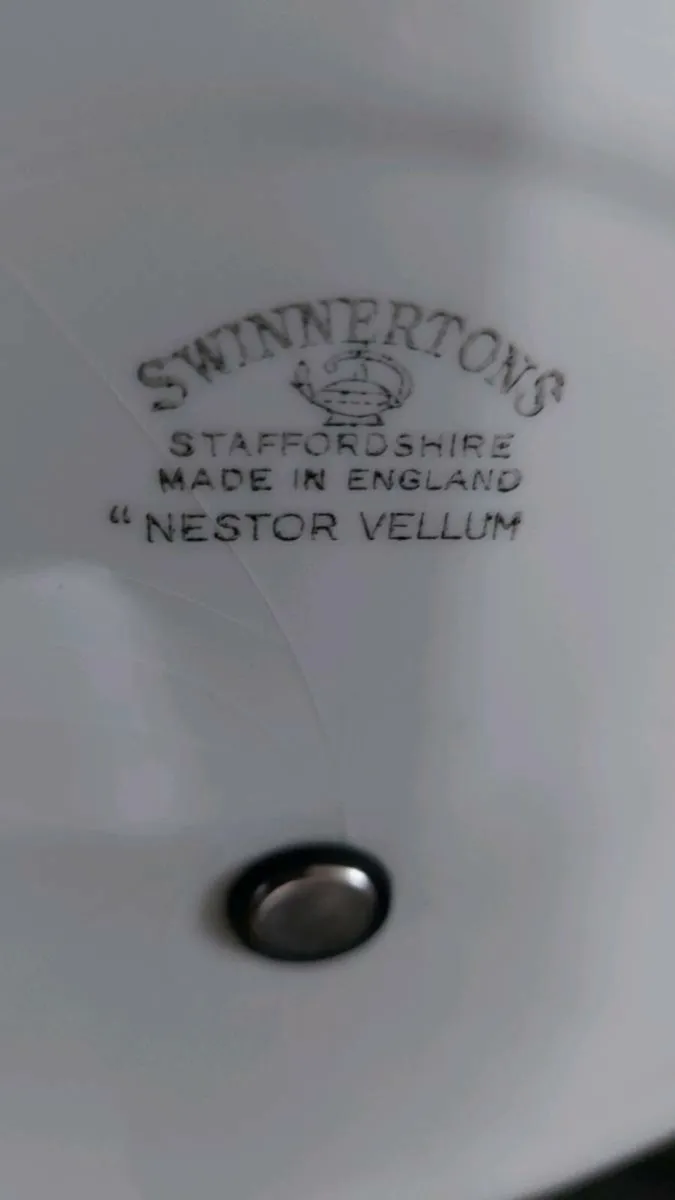 SWINNERTONS
STAFFORDSHIRE
MADE IN ENGLAND
“NESTOR VELLUM